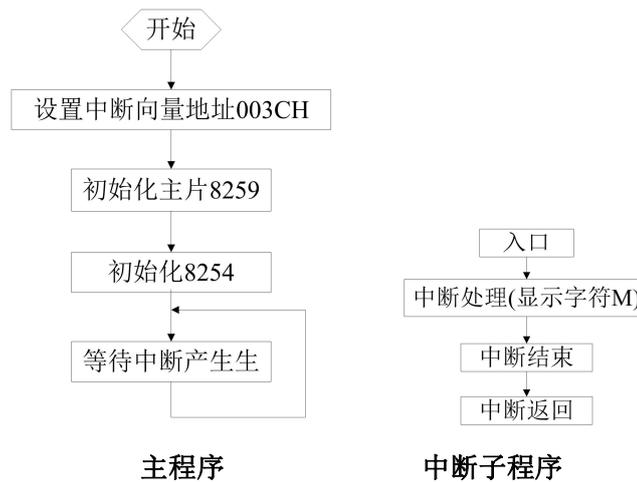 开始
设置中断向量地址003CH
初始化主片8259
初始化8254
等待中断产生生
主程序
入口
中断处理(显示字符M)
中断结束
中断返回
中断子程序